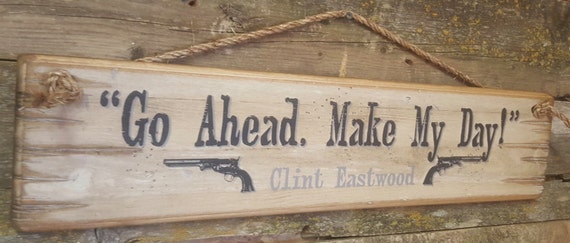 “Go Ahead, Make My Day!”
Clint Eastwood